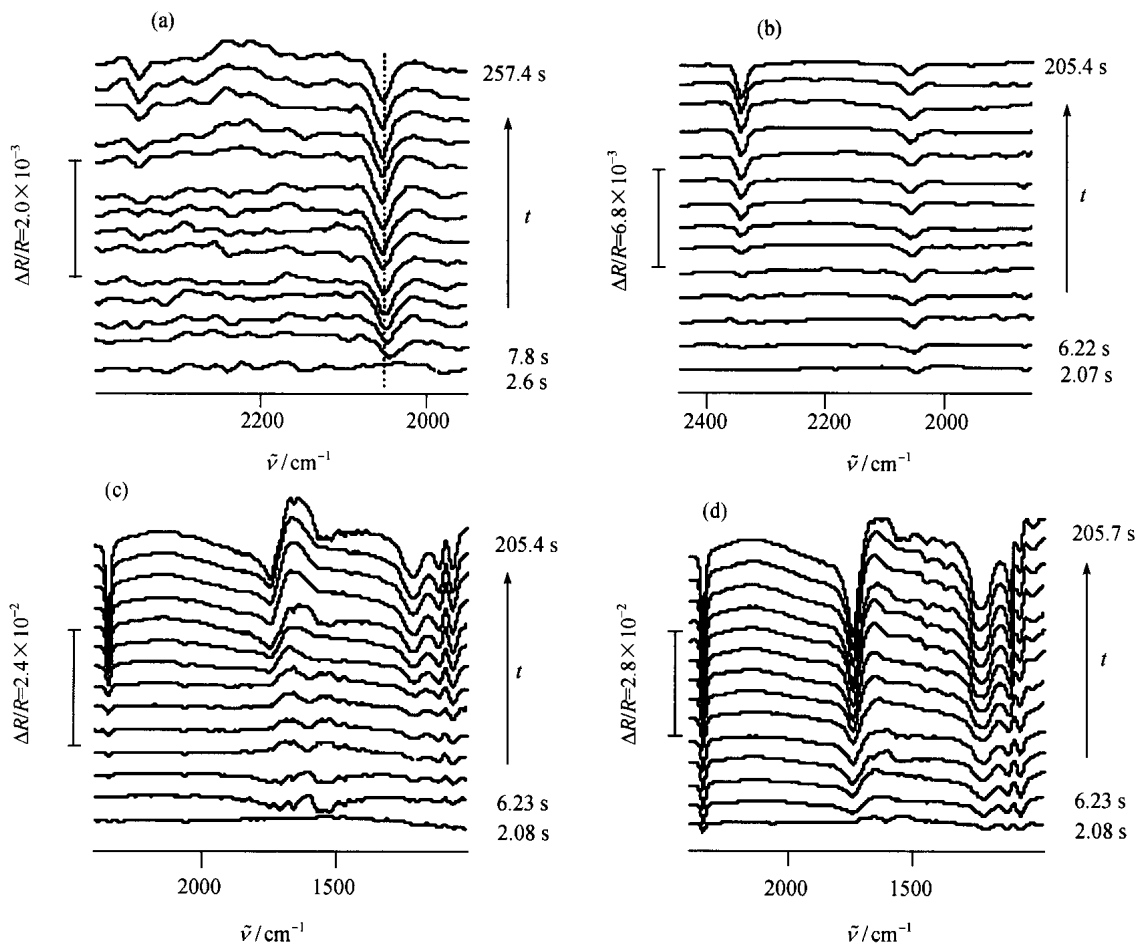 (a)
257.4 s
ΔR/R=2.0×10⁻³
t
7.8 s
2.6 s
2200
2000
ṽ/cm⁻¹
(b)
205.4 s
ΔR/R=6.8×10⁻³
t
6.22 s
2.07 s
2400
2200
2000
ṽ/cm⁻¹
(c)
205.4 s
ΔR/R=2.4×10⁻²
t
6.23 s
2.08 s
2000
1500
ṽ/cm⁻¹
(d)
205.7 s
ΔR/R=2.8×10⁻²
t
6.23 s
2.08 s
2000
1500
ṽ/cm⁻¹